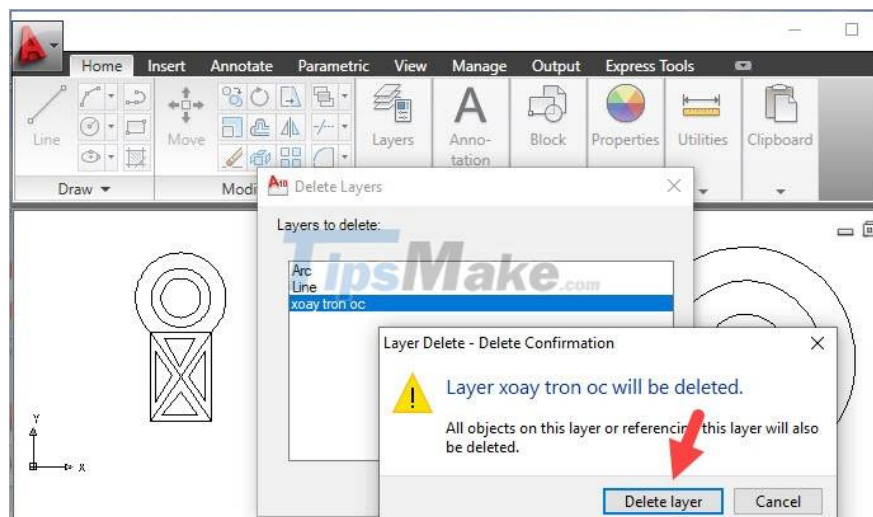 Home Insert Annotate Parametric View Manage Output Express Tools
Line
Move
Layers
Anno-
tation
Block
Properties
Utilities
Clipboard
Draw
Modi
A10 Delete Layers
Layers to delete:
TipsMake.com
Arc
Line
xoay tron oc
Layer Delete - Delete Confirmation
Layer xoay tron oc will be deleted.
All objects on this layer or referencing this layer will also
be deleted.
Delete layer Cancel
Y
X